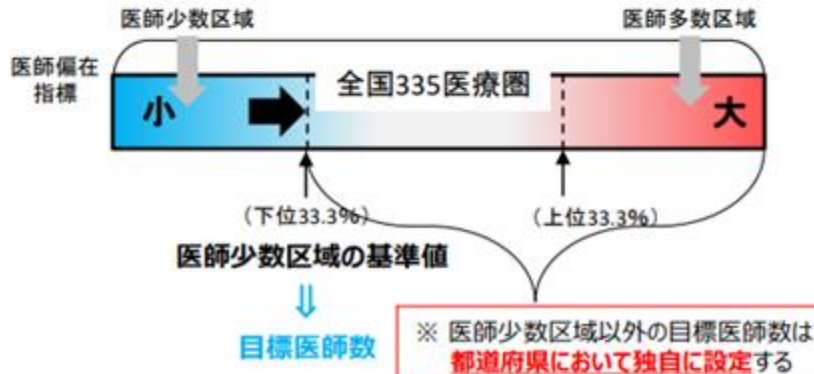 医師少数区域
医師多数区域
医師偏在
指標
全国335医療圏
小
大
（下位33.3%）
（上位33.3%）
医師少数区域の基準値
⇓
目標医師数
※ 医師少数区域以外の目標医師数は
都道府県において独自に設定する